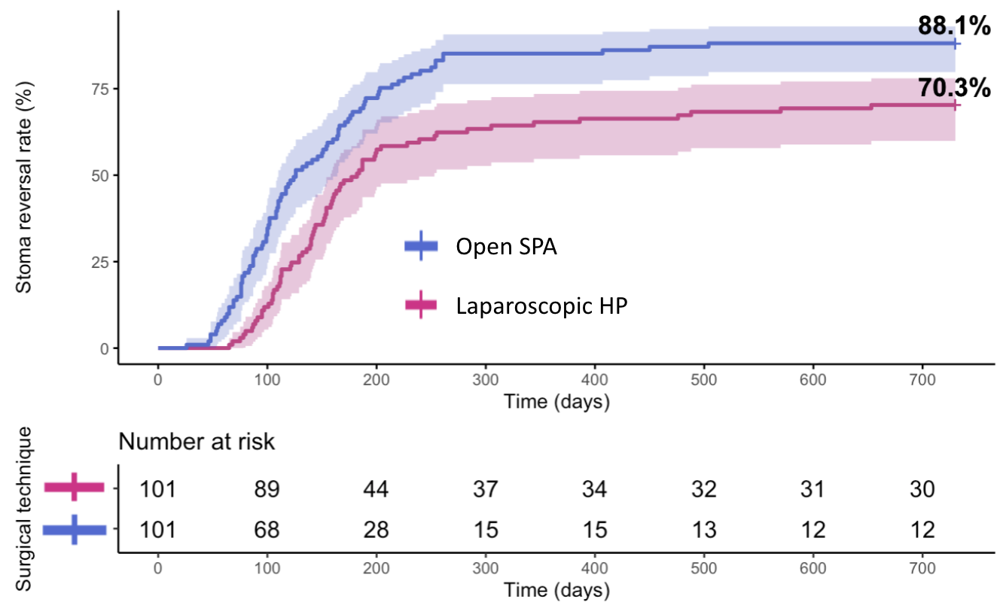 88.1%
70.3%
Stoma reversal rate (%)
75
50
25
0
Open SPA
Laparoscopic HP
0 100 200 300 400 500 600 700
Time (days)
Number at risk
Surgical technique
101 89 44 37 34 32 31 30
101 68 28 15 15 13 12 12
0 100 200 300 400 500 600 700
Time (days)